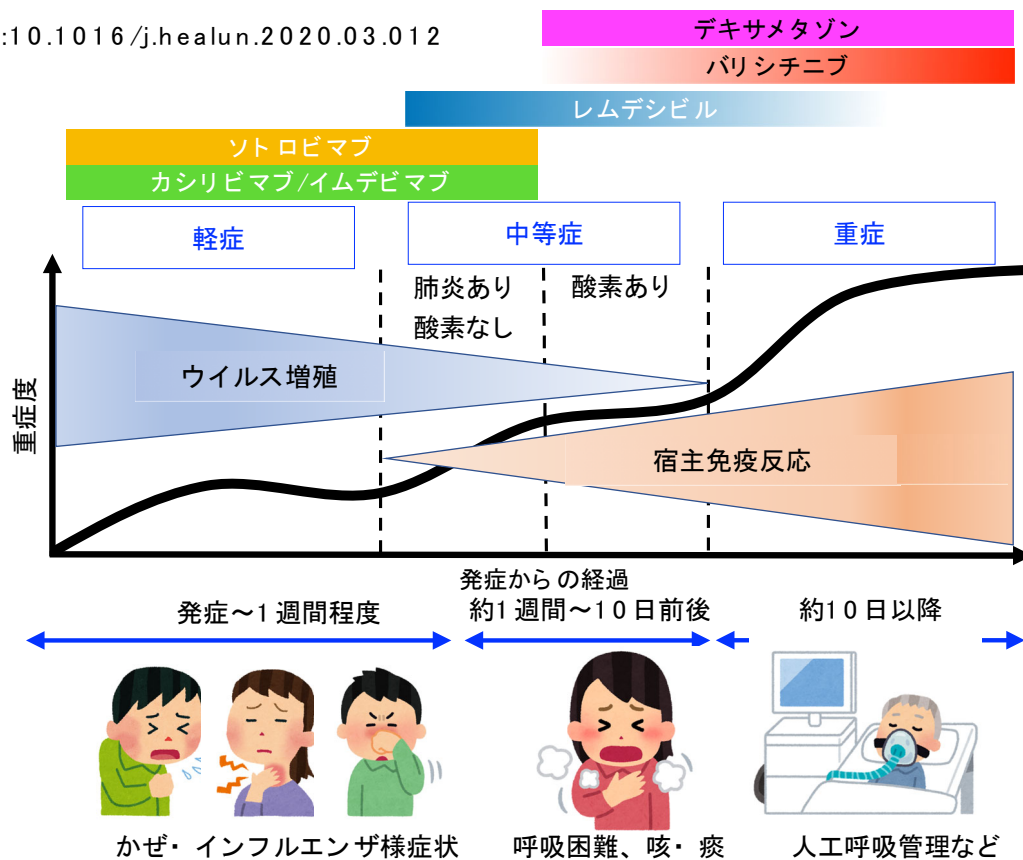 :10.1016/j.healun.2020.03.012
デキサメタゾン
バリシチニブ
レムデシビル
ソトロビマブ
カシリビマブ/イムデビマブ
軽症
中等症
重症
肺炎あり
酸素なし
酸素あり
ウイルス増殖
宿主免疫反応
重症度
発症からの経過
発症～1週間程度
約1週間～10日前後
約10日以降
かぜ・インフルエンザ様症状
呼吸困難、咳・痰
人工呼吸管理など